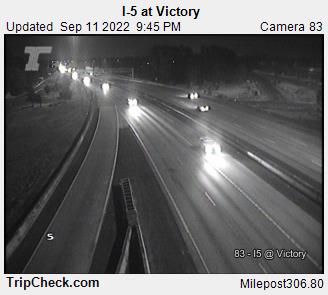 I-5 at Victory
Updated Sep 11 2022 9:45 PM Camera 83
T
S
83 - I5 @ Victory
TripCheck.com Milepost306.80